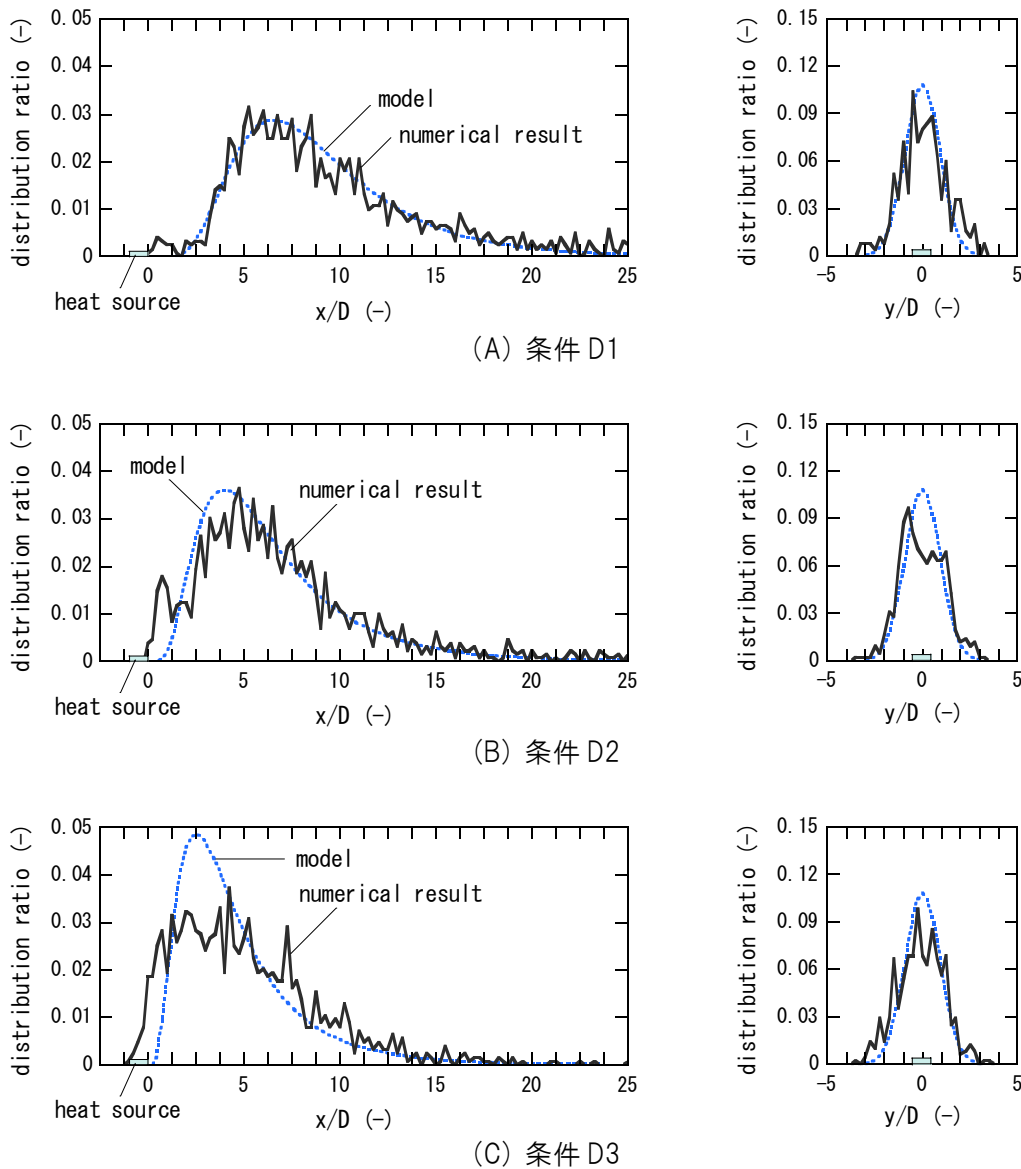 distribution ratio (-)
0.05
0.04
0.03
0.02
0.01
0
model
numerical result
heat source
0 5 10 15 20 25
x/D (-)
distribution ratio (-)
0.15
0.12
0.09
0.06
0.03
0
-5 0 5
y/D (-)
(A) 条件 D1
distribution ratio (-)
0.05
0.04
0.03
0.02
0.01
0
model
numerical result
heat source
0 5 10 15 20 25
x/D (-)
distribution ratio (-)
0.15
0.12
0.09
0.06
0.03
0
-5 0 5
y/D (-)
(B) 条件 D2
distribution ratio (-)
0.05
0.04
0.03
0.02
0.01
0
model
numerical result
heat source
0 5 10 15 20 25
x/D (-)
distribution ratio (-)
0.15
0.12
0.09
0.06
0.03
0
-5 0 5
y/D (-)
(C) 条件 D3